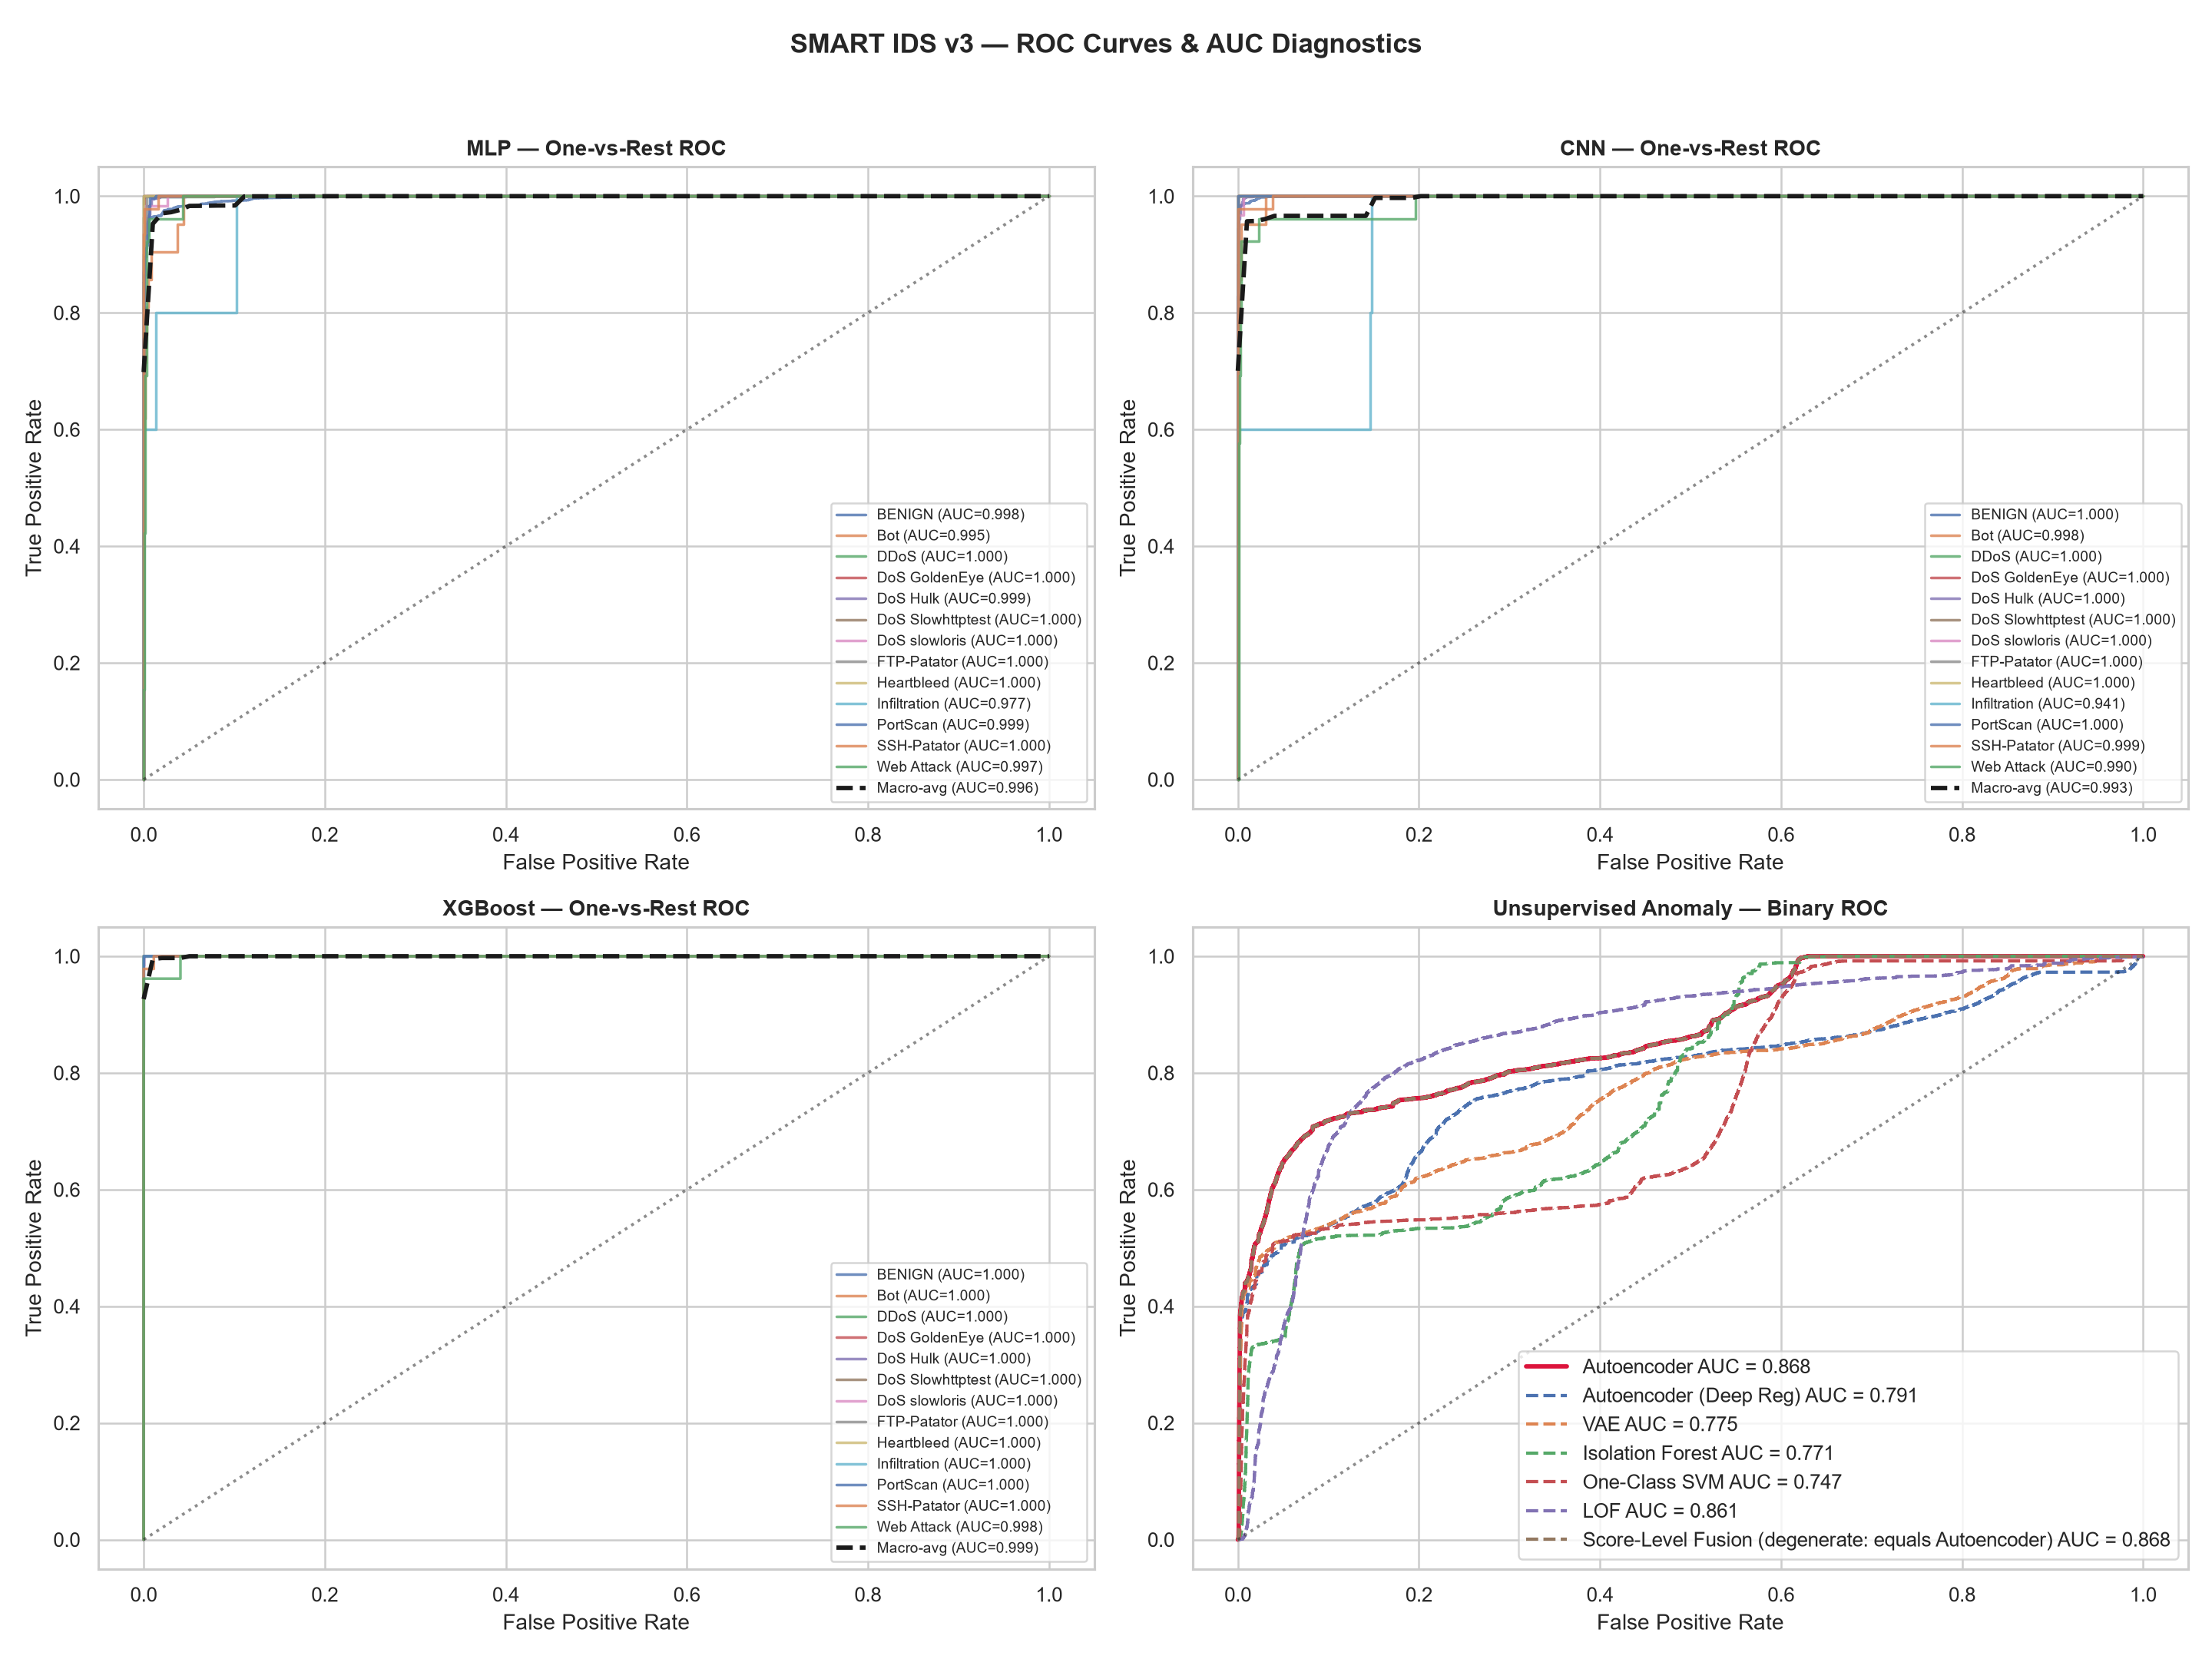 SMART IDS v3 — ROC Curves & AUC Diagnostics
MLP — One-vs-Rest ROC
True Positive Rate
1.0
0.8
0.6
0.4
0.2
0.0
BENIGN (AUC=0.998)
Bot (AUC=0.995)
DDoS (AUC=1.000)
DoS GoldenEye (AUC=1.000)
DoS Hulk (AUC=0.999)
DoS Slowhttptest (AUC=1.000)
DoS slowloris (AUC=1.000)
FTP-Patator (AUC=1.000)
Heartbleed (AUC=1.000)
Infiltration (AUC=0.977)
PortScan (AUC=0.999)
SSH-Patator (AUC=1.000)
Web Attack (AUC=0.997)
Macro-avg (AUC=0.996)
0.0 0.2 0.4 0.6 0.8 1.0
False Positive Rate
CNN — One-vs-Rest ROC
True Positive Rate
1.0
0.8
0.6
0.4
0.2
0.0
BENIGN (AUC=1.000)
Bot (AUC=0.998)
DDoS (AUC=1.000)
DoS GoldenEye (AUC=1.000)
DoS Hulk (AUC=1.000)
DoS Slowhttptest (AUC=1.000)
DoS slowloris (AUC=1.000)
FTP-Patator (AUC=1.000)
Heartbleed (AUC=1.000)
Infiltration (AUC=0.941)
PortScan (AUC=1.000)
SSH-Patator (AUC=0.999)
Web Attack (AUC=0.990)
Macro-avg (AUC=0.993)
0.0 0.2 0.4 0.6 0.8 1.0
False Positive Rate
XGBoost — One-vs-Rest ROC
True Positive Rate
1.0
0.8
0.6
0.4
0.2
0.0
BENIGN (AUC=1.000)
Bot (AUC=1.000)
DDoS (AUC=1.000)
DoS GoldenEye (AUC=1.000)
DoS Hulk (AUC=1.000)
DoS Slowhttptest (AUC=1.000)
DoS slowloris (AUC=1.000)
FTP-Patator (AUC=1.000)
Heartbleed (AUC=1.000)
Infiltration (AUC=1.000)
PortScan (AUC=1.000)
SSH-Patator (AUC=1.000)
Web Attack (AUC=0.998)
Macro-avg (AUC=0.999)
0.0 0.2 0.4 0.6 0.8 1.0
False Positive Rate
Unsupervised Anomaly — Binary ROC
True Positive Rate
1.0
0.8
0.6
0.4
0.2
0.0
Autoencoder AUC = 0.868
Autoencoder (Deep Reg) AUC = 0.791
VAE AUC = 0.775
Isolation Forest AUC = 0.771
One-Class SVM AUC = 0.747
LOF AUC = 0.861
Score-Level Fusion (degenerate: equals Autoencoder) AUC = 0.868
0.0 0.2 0.4 0.6 0.8 1.0
False Positive Rate